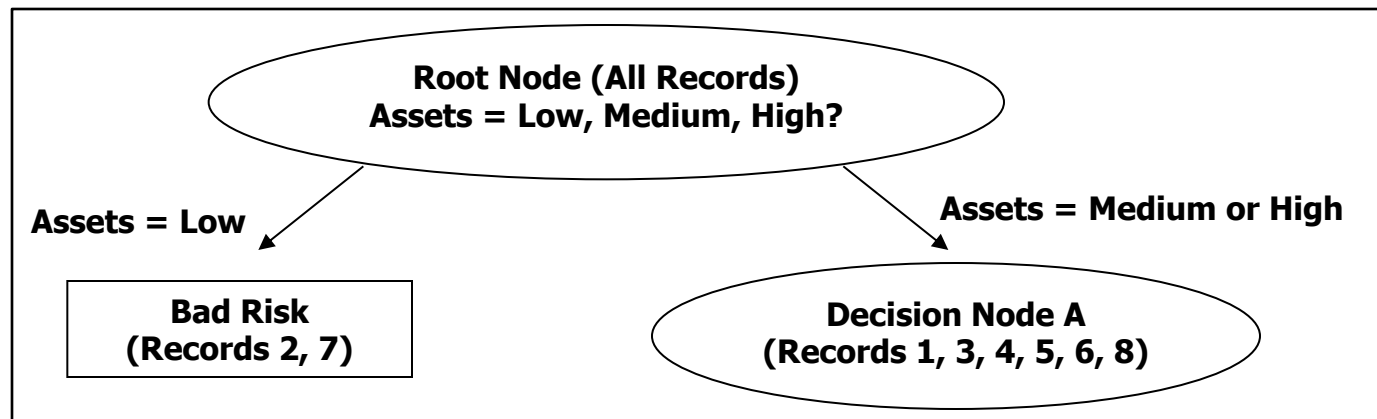 Root Node (All Records)
Assets = Low, Medium, High?
Assets = Low
Assets = Medium or High
Bad Risk
(Records 2, 7)
Decision Node A
(Records 1, 3, 4, 5, 6, 8)